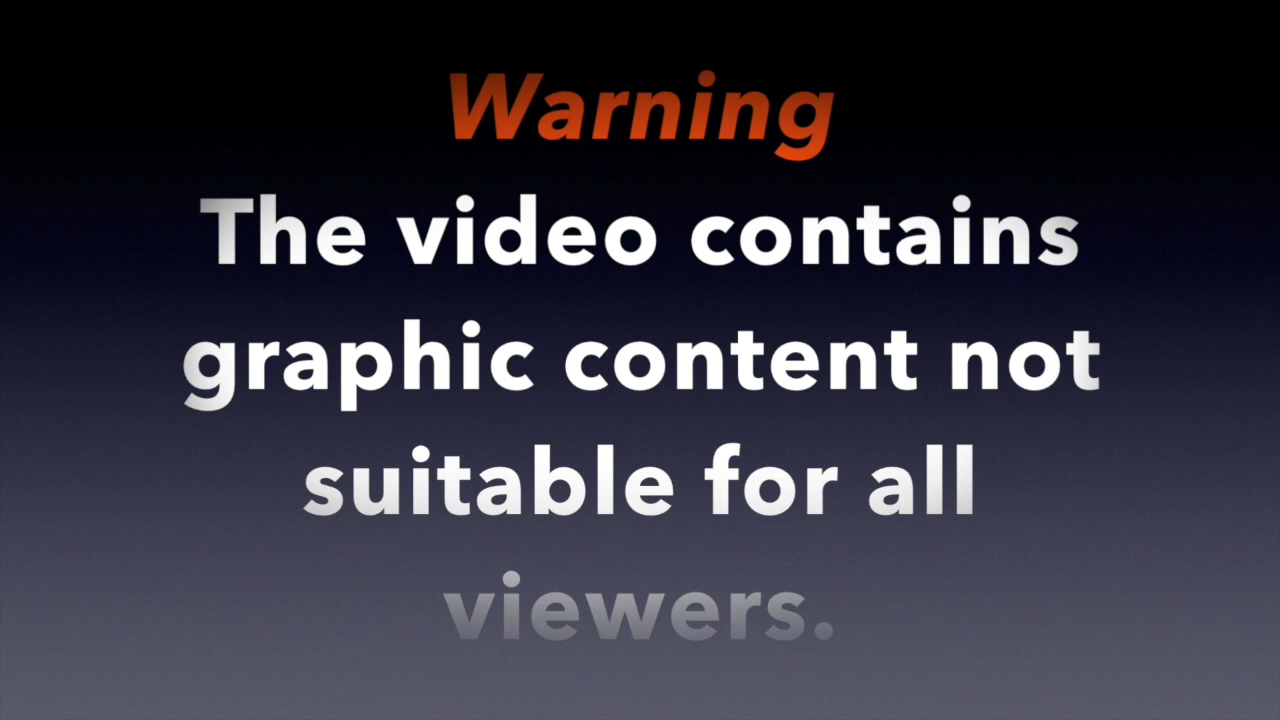 Warning
The video contains
graphic content not
suitable for all
viewers.